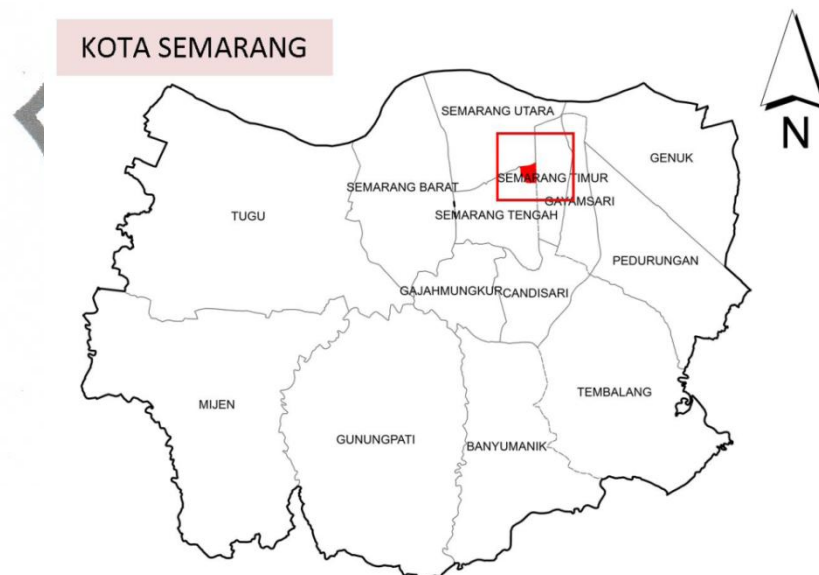 KOTA SEMARANG
N
SEMARANG UTARA
GENUK
SEMARANG TIMUR
SEMARANG BARAT
GAYAMSARI
TUGU
SEMARANG TENGAH
PEDURUNGAN
GAJAHMUNGKUR
CANDISARI
TEMBALANG
MIJEN
GUNUNGPATI
BANYUMANIK